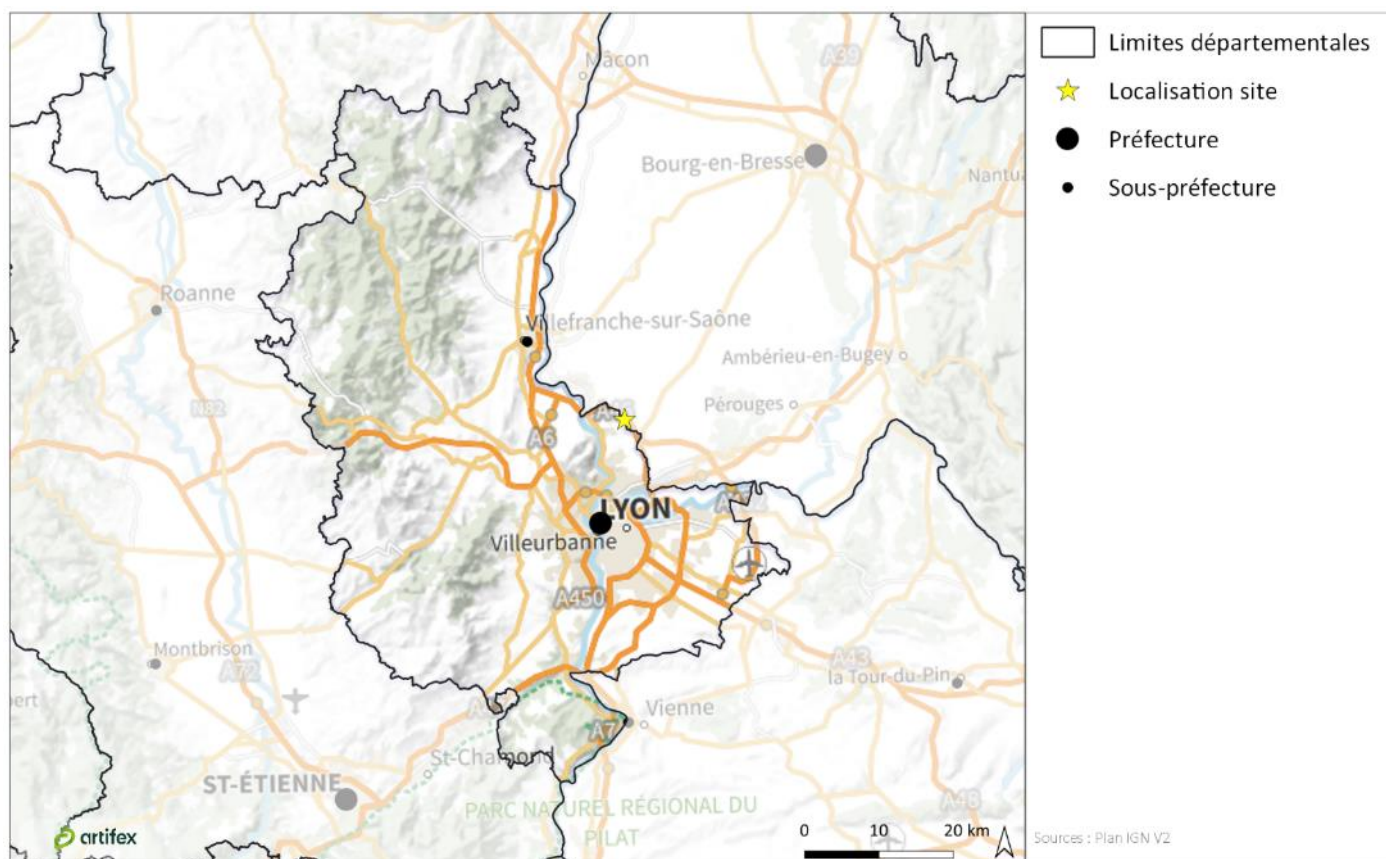 Mâcon
A39
Bourg-en-Bresse
Roanne
Villefranche-sur-Saône
Ambérieu-en-Bugey
Pérouges
N82
A46
A6
LYON
Villeurbanne
A450
Montbrison
A72
A43
la Tour-du-Pin
Vienne
A7
St-Chamond
ST-ÉTIENNE
PARC NATUREL RÉGIONAL DU
PILAT
A48
artifex
0 10 20 km
Limites départementales
Localisation site
Préfecture
Sous-préfecture
Sources : Plan IGN V2